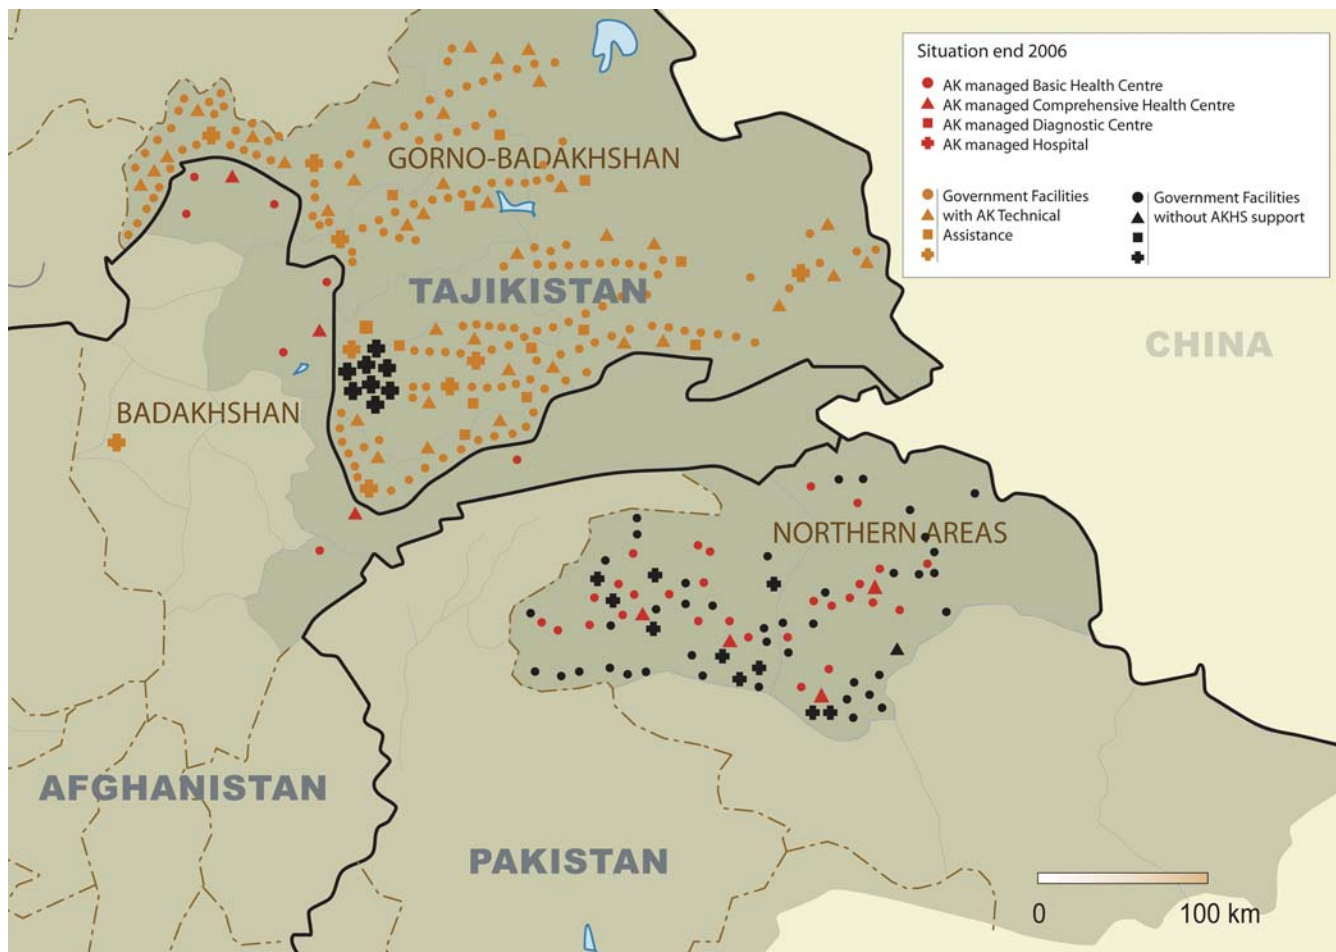 Situation end 2006
AK managed Basic Health Centre
AK managed Comprehensive Health Centre
AK managed Diagnostic Centre
AK managed Hospital
Government Facilities
with AK Technical
Assistance
Government Facilities
without AKHS support
GORNO-BADAKHSHAN
TAJIKISTAN
CHINA
BADAKHSHAN
NORTHERN AREAS
AFGHANISTAN
PAKISTAN
0 100 km